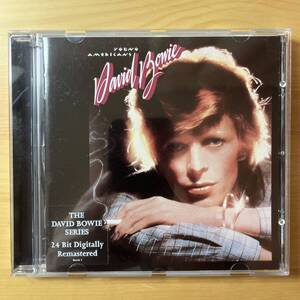 YOUNG
AMERICANS
David Bowie
THE
DAVID BOWIE
SERIES
24 Bit Digitally
Remastered